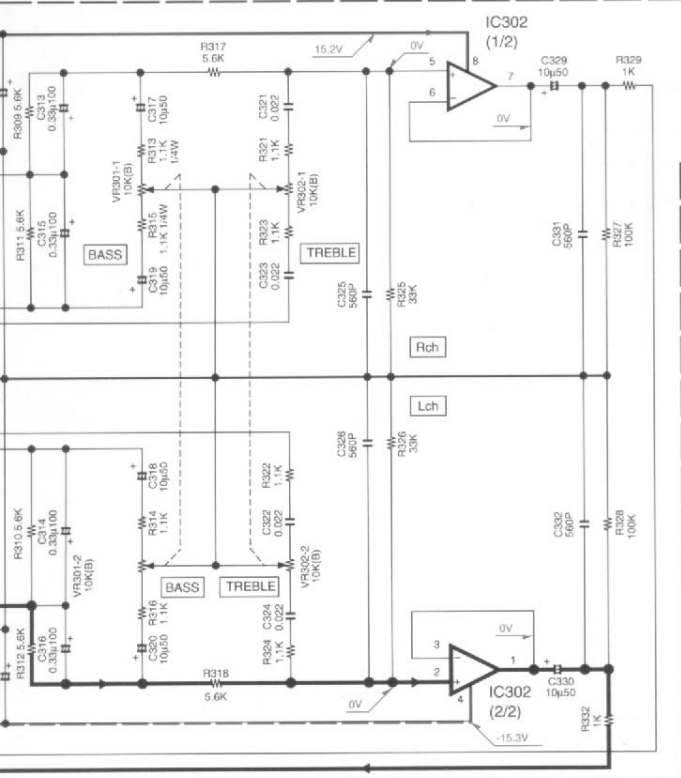 IC302
(1/2)
R317
5.6K
15.2V
0V
5
8
6
7
0V
C329
10µ50
R329
1K
R309 5.6K
C313
0.33µ100
C317
10µ50
R313
1.1K
1/4W
C321
0.022
R321
1.1K
VR301-1
10K(B)
VR302-1
10K(B)
R311 5.6K
C315
0.33µ100
R315
1.1K 1/4W
R323
1.1K
BASS
TREBLE
C319
10µ50
C323
0.022
C325
560P
R325
33K
C331
560P
R327
100K
Rch
Lch
C326
560P
R326
33K
C318
10µ50
R322
1.1K
R310 5.6K
C314
0.33µ100
R314
1.1K
C322
0.022
C332
560P
R328
100K
VR301-2
10K(B)
BASS
TREBLE
VR302-2
10K(B)
R316
1.1K
C324
0.022
R312 5.6K
C316
0.33µ100
C320
10µ50
R324
1.1K
R318
5.6K
0V
3
2
4
1
0V
IC302
(2/2)
C330
10µ50
R332
1K
-15.3V